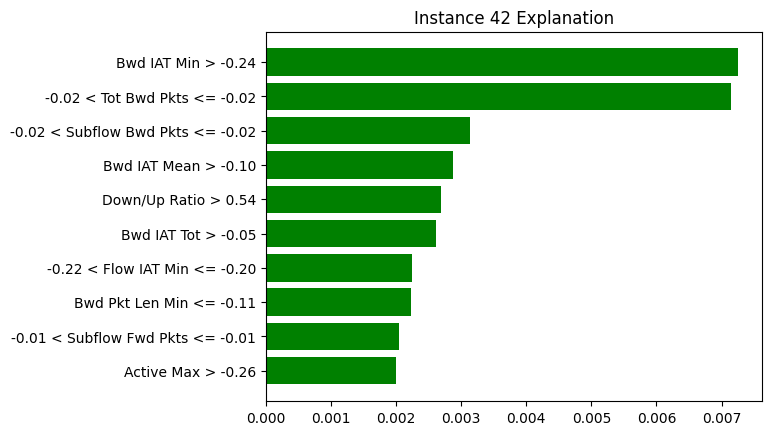 Instance 42 Explanation
Bwd IAT Min > -0.24
-0.02 < Tot Bwd Pkts <= -0.02
-0.02 < Subflow Bwd Pkts <= -0.02
Bwd IAT Mean > -0.10
Down/Up Ratio > 0.54
Bwd IAT Tot > -0.05
-0.22 < Flow IAT Min <= -0.20
Bwd Pkt Len Min <= -0.11
-0.01 < Subflow Fwd Pkts <= -0.01
Active Max > -0.26
0.000 0.001 0.002 0.003 0.004 0.005 0.006 0.007